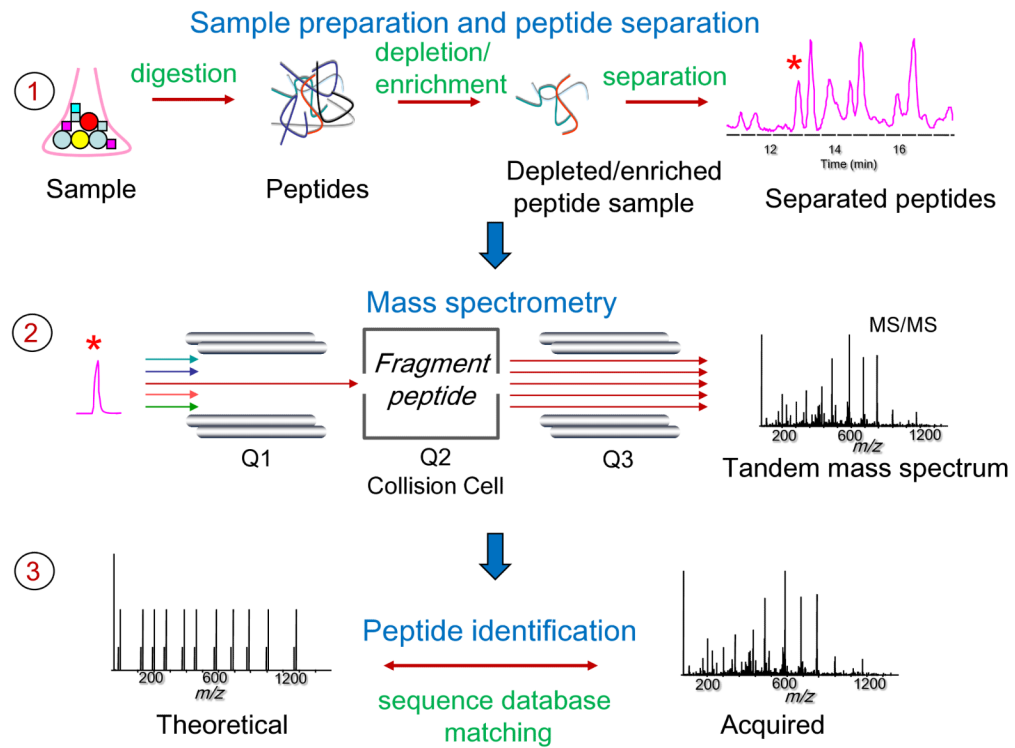 Sample preparation and peptide separation
1
digestion
depletion/
enrichment
separation
*
12 14 16
Time (min)
Sample
Peptides
Depleted/enriched
peptide sample
Separated peptides
Mass spectrometry
2
*
Fragment
peptide
MS/MS
200 600 1200
m/z
Q1
Q2
Q3
Collision Cell
Tandem mass spectrum
3
Peptide identification
sequence database
matching
200 600 1200
m/z
Theoretical
200 600 1200
m/z
Acquired